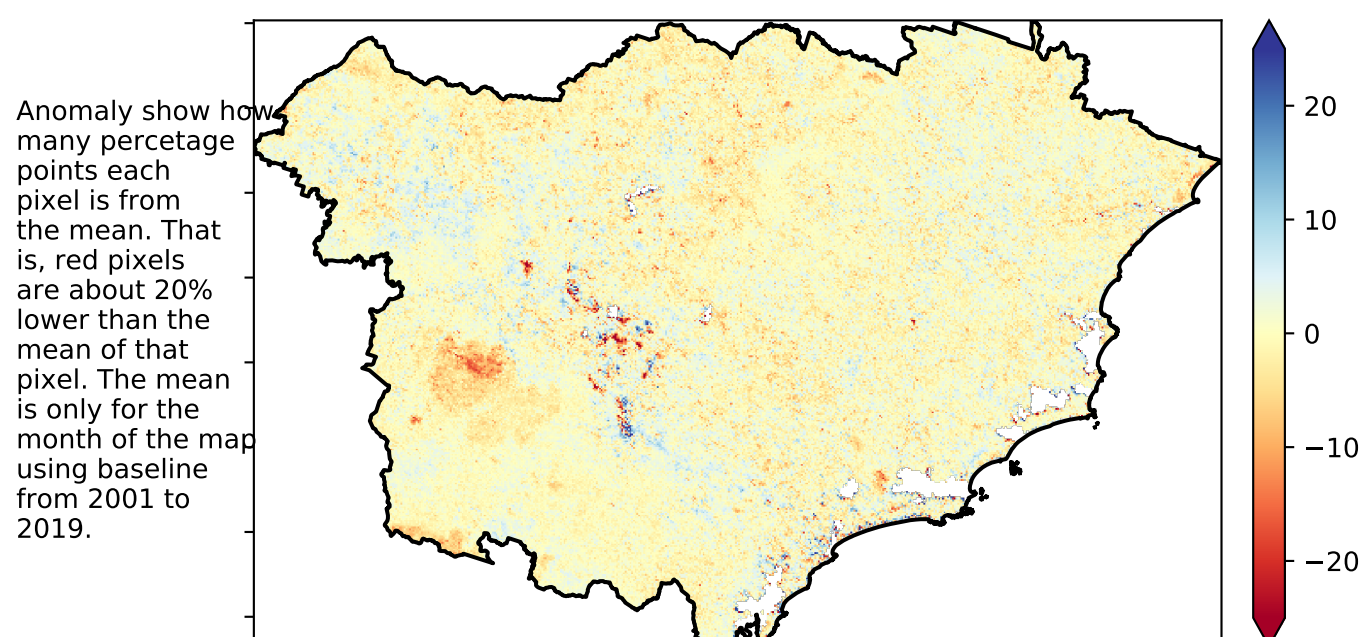 Anomaly show how
many percetage
points each
pixel is from
the mean. That
is, red pixels
are about 20%
lower than the
mean of that
pixel. The mean
is only for the
month of the map
using baseline
from 2001 to
2019.
20
10
0
−10
−20